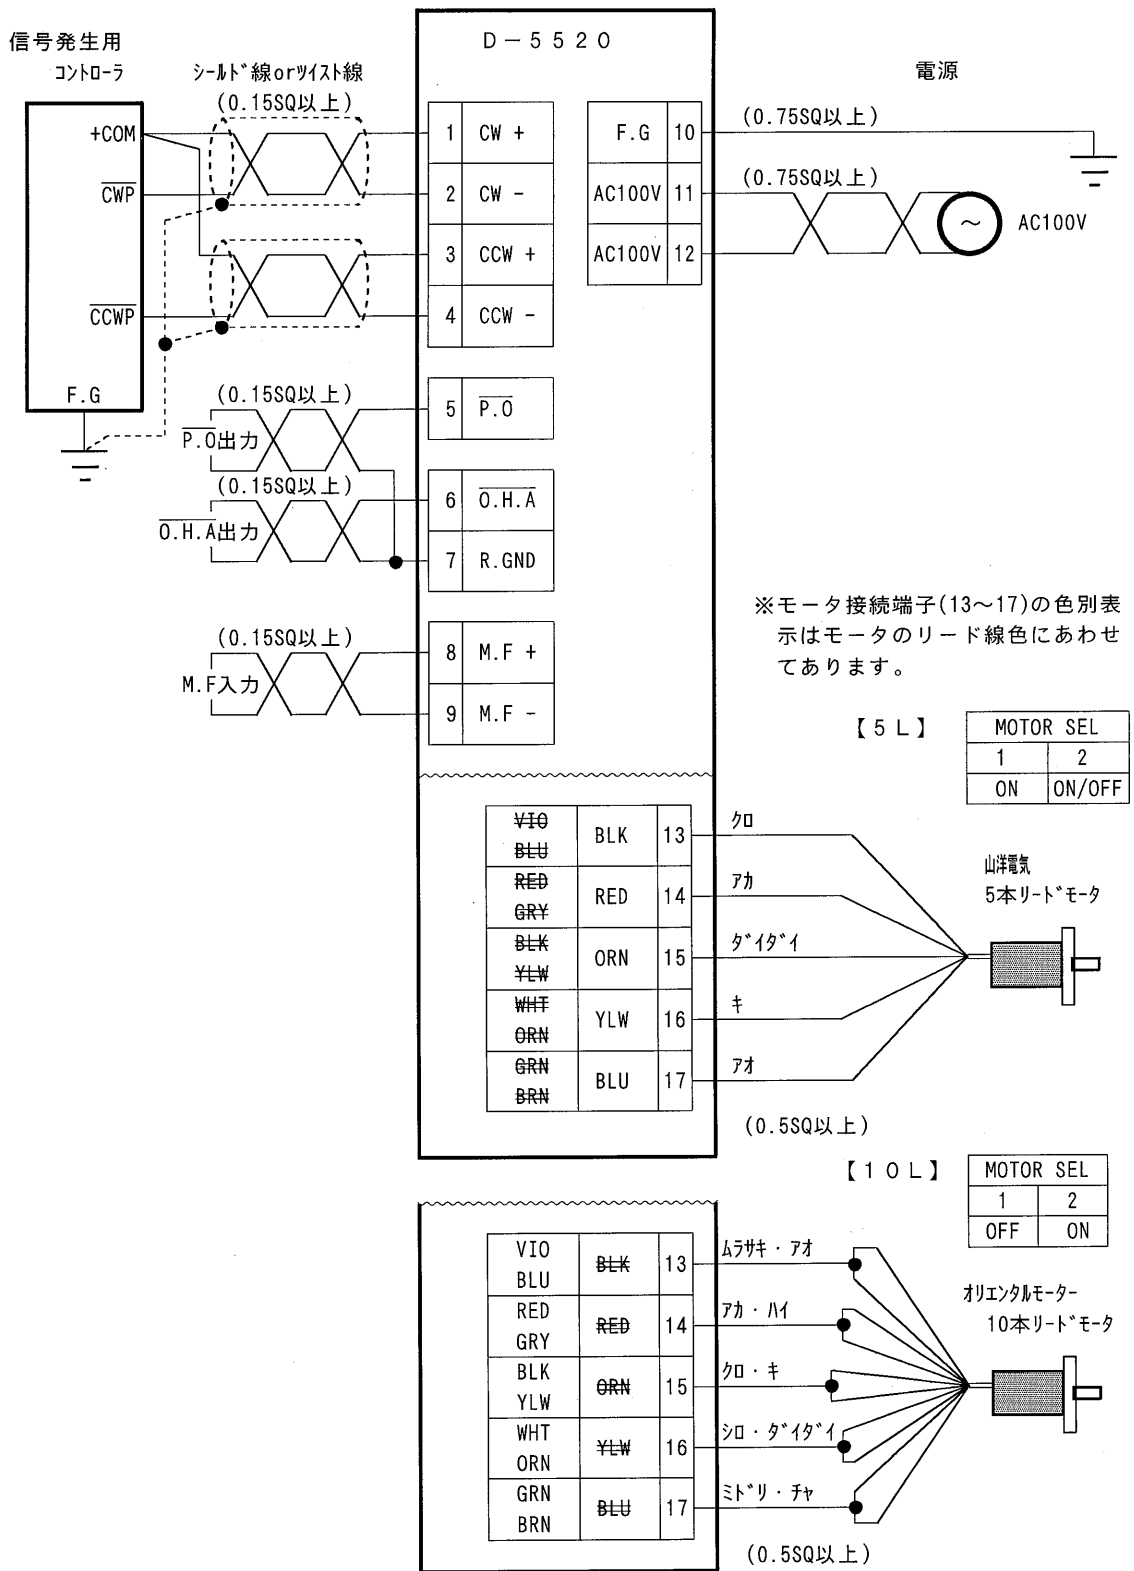 信号発生用
コントローラ
シールド線orツイスト線
(0.15SQ以上)
D-5520
電源
+COM
CWP
CCWP
F.G
1 CW +
2 CW -
3 CCW +
4 CCW -
F.G 10
AC100V 11
AC100V 12
(0.75SQ以上)
(0.75SQ以上)
AC100V
~
(0.15SQ以上)
P.O出力
5 P.O
(0.15SQ以上)
O.H.A出力
6 O.H.A
7 R.GND
(0.15SQ以上)
M.F入力
8 M.F +
9 M.F -
※モータ接続端子(13〜17)の色別表
示はモータのリード線色にあわせ
てあります。
【5L】
MOTOR SEL
1 2
ON ON/OFF
VIO
BLU
BLK 13 クロ
RED
GRY
RED 14 アカ
BLK
YLW
ORN 15 ダイダイ
WHT
ORN
YLW 16 キ
GRN
BRN
BLU 17 アオ
山洋電気
5本リードモータ
(0.5SQ以上)
【10L】
MOTOR SEL
1 2
OFF ON
VIO
BLU
BLK 13 ムラサキ・アオ
RED
GRY
RED 14 アカ・ハイ
BLK
YLW
ORN 15 クロ・キ
WHT
ORN
YLW 16 シロ・ダイダイ
GRN
BRN
BLU 17 ミドリ・チャ
オリエンタルモーター
10本リードモータ
(0.5SQ以上)